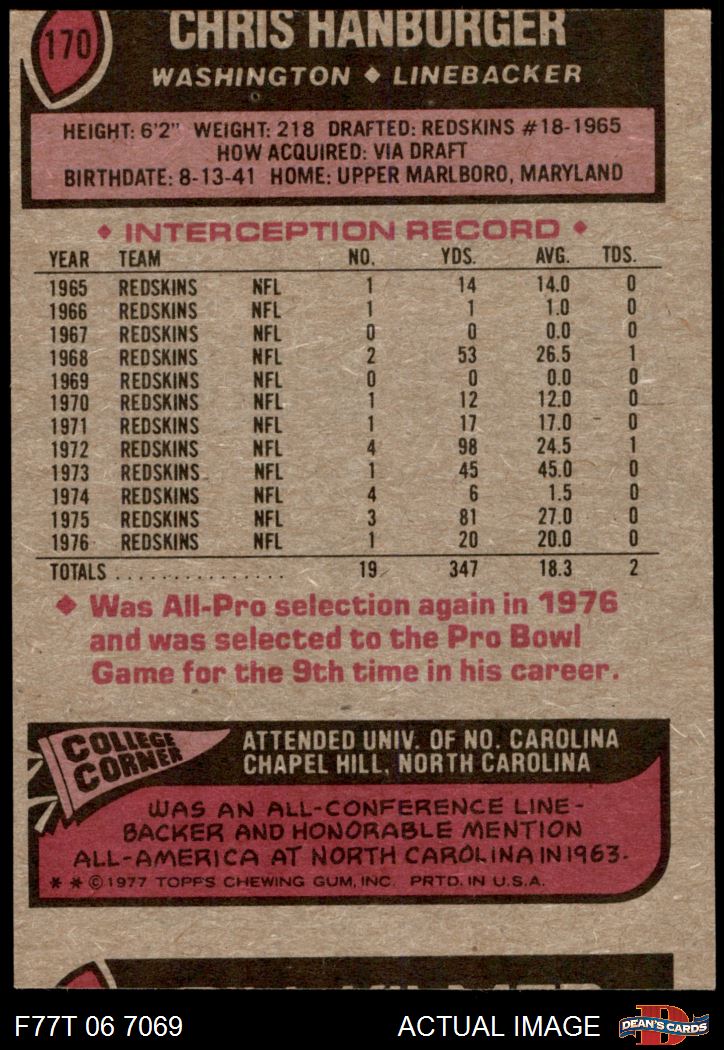 170
CHRIS HANBURGER
WASHINGTON ♦ LINEBACKER
HEIGHT: 6'2" WEIGHT: 218 DRAFTED: REDSKINS #18-1965
HOW ACQUIRED: VIA DRAFT
BIRTHDATE: 8-13-41 HOME: UPPER MARLBORO, MARYLAND
♦ INTERCEPTION RECORD ♦
YEAR TEAM NO. YDS. AVG. TDS.
1965 REDSKINS NFL 1 14 14.0 0
1966 REDSKINS NFL 1 1 1.0 0
1967 REDSKINS NFL 0 0 0.0 0
1968 REDSKINS NFL 2 53 26.5 1
1969 REDSKINS NFL 0 0 0.0 0
1970 REDSKINS NFL 1 12 12.0 0
1971 REDSKINS NFL 1 17 17.0 0
1972 REDSKINS NFL 4 98 24.5 1
1973 REDSKINS NFL 1 45 45.0 0
1974 REDSKINS NFL 4 6 1.5 0
1975 REDSKINS NFL 3 81 27.0 0
1976 REDSKINS NFL 1 20 20.0 0
TOTALS ................ 19 347 18.3 2
♦ Was All-Pro selection again in 1976
and was selected to the Pro Bowl
Game for the 9th time in his career.
COLLEGE
CORNER
ATTENDED UNIV. OF NO. CAROLINA
CHAPEL HILL, NORTH CAROLINA
WAS AN ALL-CONFERENCE LINE-
BACKER AND HONORABLE MENTION
ALL-AMERICA AT NORTH CAROLINA IN 1963.
* * © 1977 TOPPS CHEWING GUM, INC. PRTD. IN U.S.A.
F77T 06 7069 ACTUAL IMAGE
D
DEAN'S CARDS